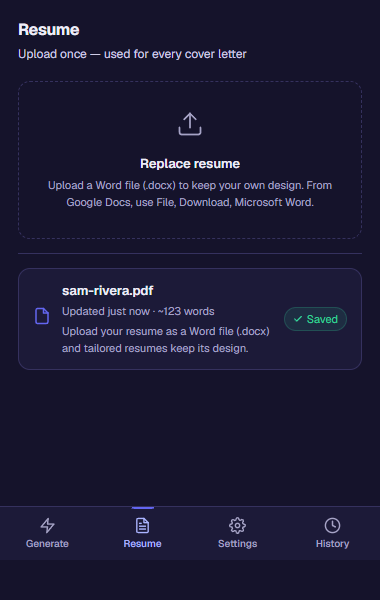 Resume
Upload once — used for every cover letter
Replace resume
Upload a Word file (.docx) to keep your own design. From
Google Docs, use File, Download, Microsoft Word.
sam-rivera.pdf
Updated just now · ~123 words
Upload your resume as a Word file (.docx)
and tailored resumes keep its design.
Saved
Generate
Resume
Settings
History